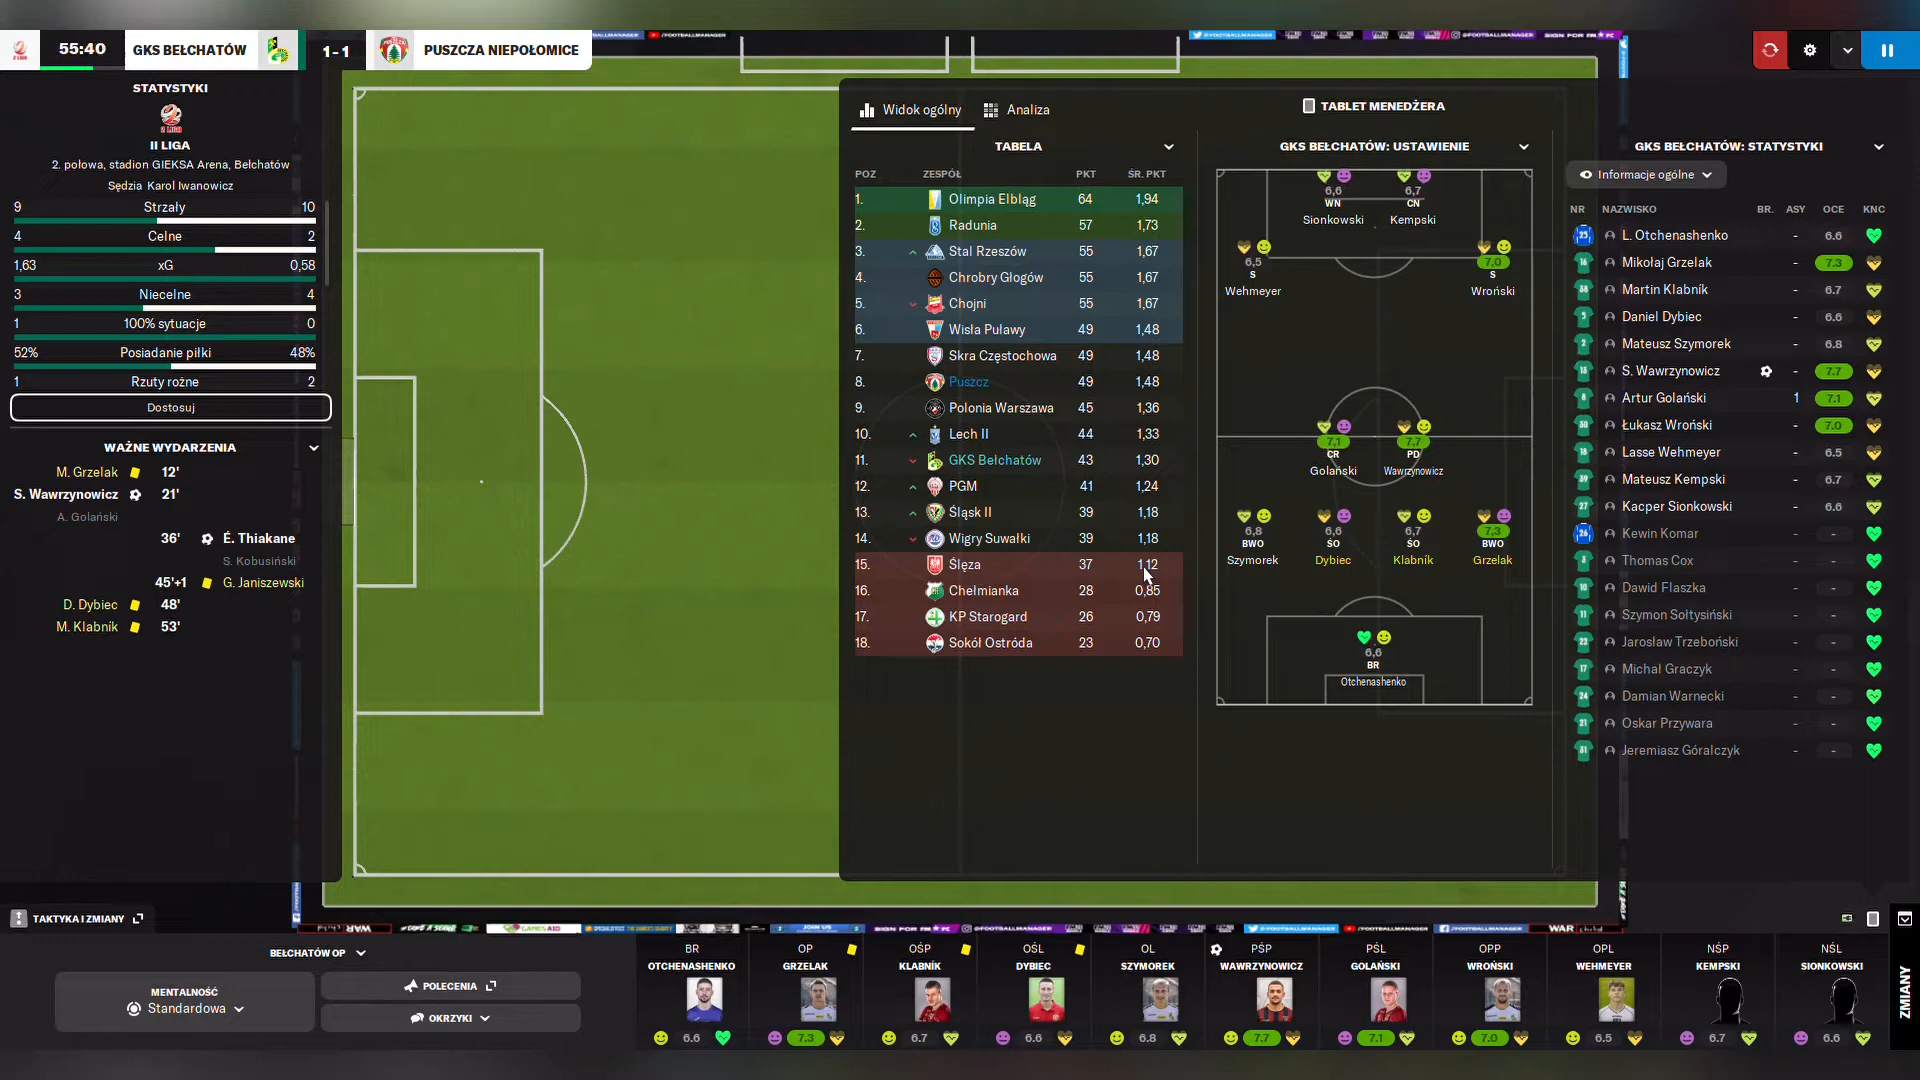 55:40
GKS BEŁCHATÓW
1 - 1
PUSZCZA NIEPOŁOMICE
STATYSTYKI
2 LIGA
II LIGA
2. połowa, stadion GIEKSA Arena, Bełchatów
Sędzia Karol Iwanowicz
9 Strzały 10
4 Celne 2
1,63 xG 0,58
3 Niecelne 4
1 100% sytuacje 0
52% Posiadanie piłki 48%
1 Rzuty rożne 2
Dostosuj
WAŻNE WYDARZENIA
M. Grzelak 12'
S. Wawrzynowicz 21'
A. Golański
36' É. Thiakane
S. Kobusiński
45'+1 G. Janiszewski
D. Dybiec 48'
M. Klabník 53'
Widok ogólny
Analiza
TABELA
POZ ZESPÓŁ PKT ŚR. PKT
1. Olimpia Elbląg 64 1,94
2. Radunia 57 1,73
3. Stal Rzeszów 55 1,67
4. Chrobry Głogów 55 1,67
5. Chojni 55 1,67
6. Wisła Puławy 49 1,48
7. Skra Częstochowa 49 1,48
8. Puszcz 49 1,48
9. Polonia Warszawa 45 1,36
10. Lech II 44 1,33
11. GKS Bełchatów 43 1,30
12. PGM 41 1,24
13. Śląsk II 39 1,18
14. Wigry Suwałki 39 1,18
15. Ślęza 37 1,12
16. Chełmianka 28 0,85
17. KP Starogard 26 0,79
18. Sokół Ostróda 23 0,70
TABLET MENEDŻERA
GKS BEŁCHATÓW: USTAWIENIE
6,6 6,7
WN CN
Sionkowski Kempski
6,5 7,0
S S
Wehmeyer Wroński
7,1 7,7
CR PD
Golański Wawrzynowicz
6,8 6,6 6,7 7,3
BWO ŚO ŚO BWO
Szymorek Dybiec Klabník Grzelak
6,6
BR
Otchenashenko
GKS BEŁCHATÓW: STATYSTYKI
Informacje ogólne
NR NAZWISKO BR. ASY OCE KNC
25 L. Otchenashenko - 6.6
16 Mikołaj Grzelak - 7.3
Martin Klabník - 6.7
5 Daniel Dybiec - 6.6
2 Mateusz Szymorek - 6.8
S. Wawrzynowicz - 7.7
Artur Golański 1 7.1
Łukasz Wroński - 7.0
Lasse Wehmeyer - 6.5
Mateusz Kempski - 6.7
27 Kacper Sionkowski - 6.6
26 Kewin Komar - -
Thomas Cox - -
10 Dawid Flaszka - -
11 Szymon Sołtysiński - -
22 Jarosław Trzeboński - -
17 Michał Graczyk - -
24 Damian Warnecki - -
21 Oskar Przywara - -
Jeremiasz Góralczyk - -
TAKTYKA I ZMIANY
BEŁCHATÓW OP
MENTALNOŚĆ
Standardowa
POLECENIA
OKRZYKI
BR OP OŚP OŚL OL PŚP PŚL OPP OPL NŚP NŚL
OTCHENASHENKO GRZELAK KLABNÍK DYBIEC SZYMOREK WAWRZYNOWICZ GOLAŃSKI WROŃSKI WEHMEYER KEMPSKI SIONKOWSKI
6.6 7.3 6.7 6.6 6.8 7.7 7.1 7.0 6.5 6.7 6.6
ZMIANY